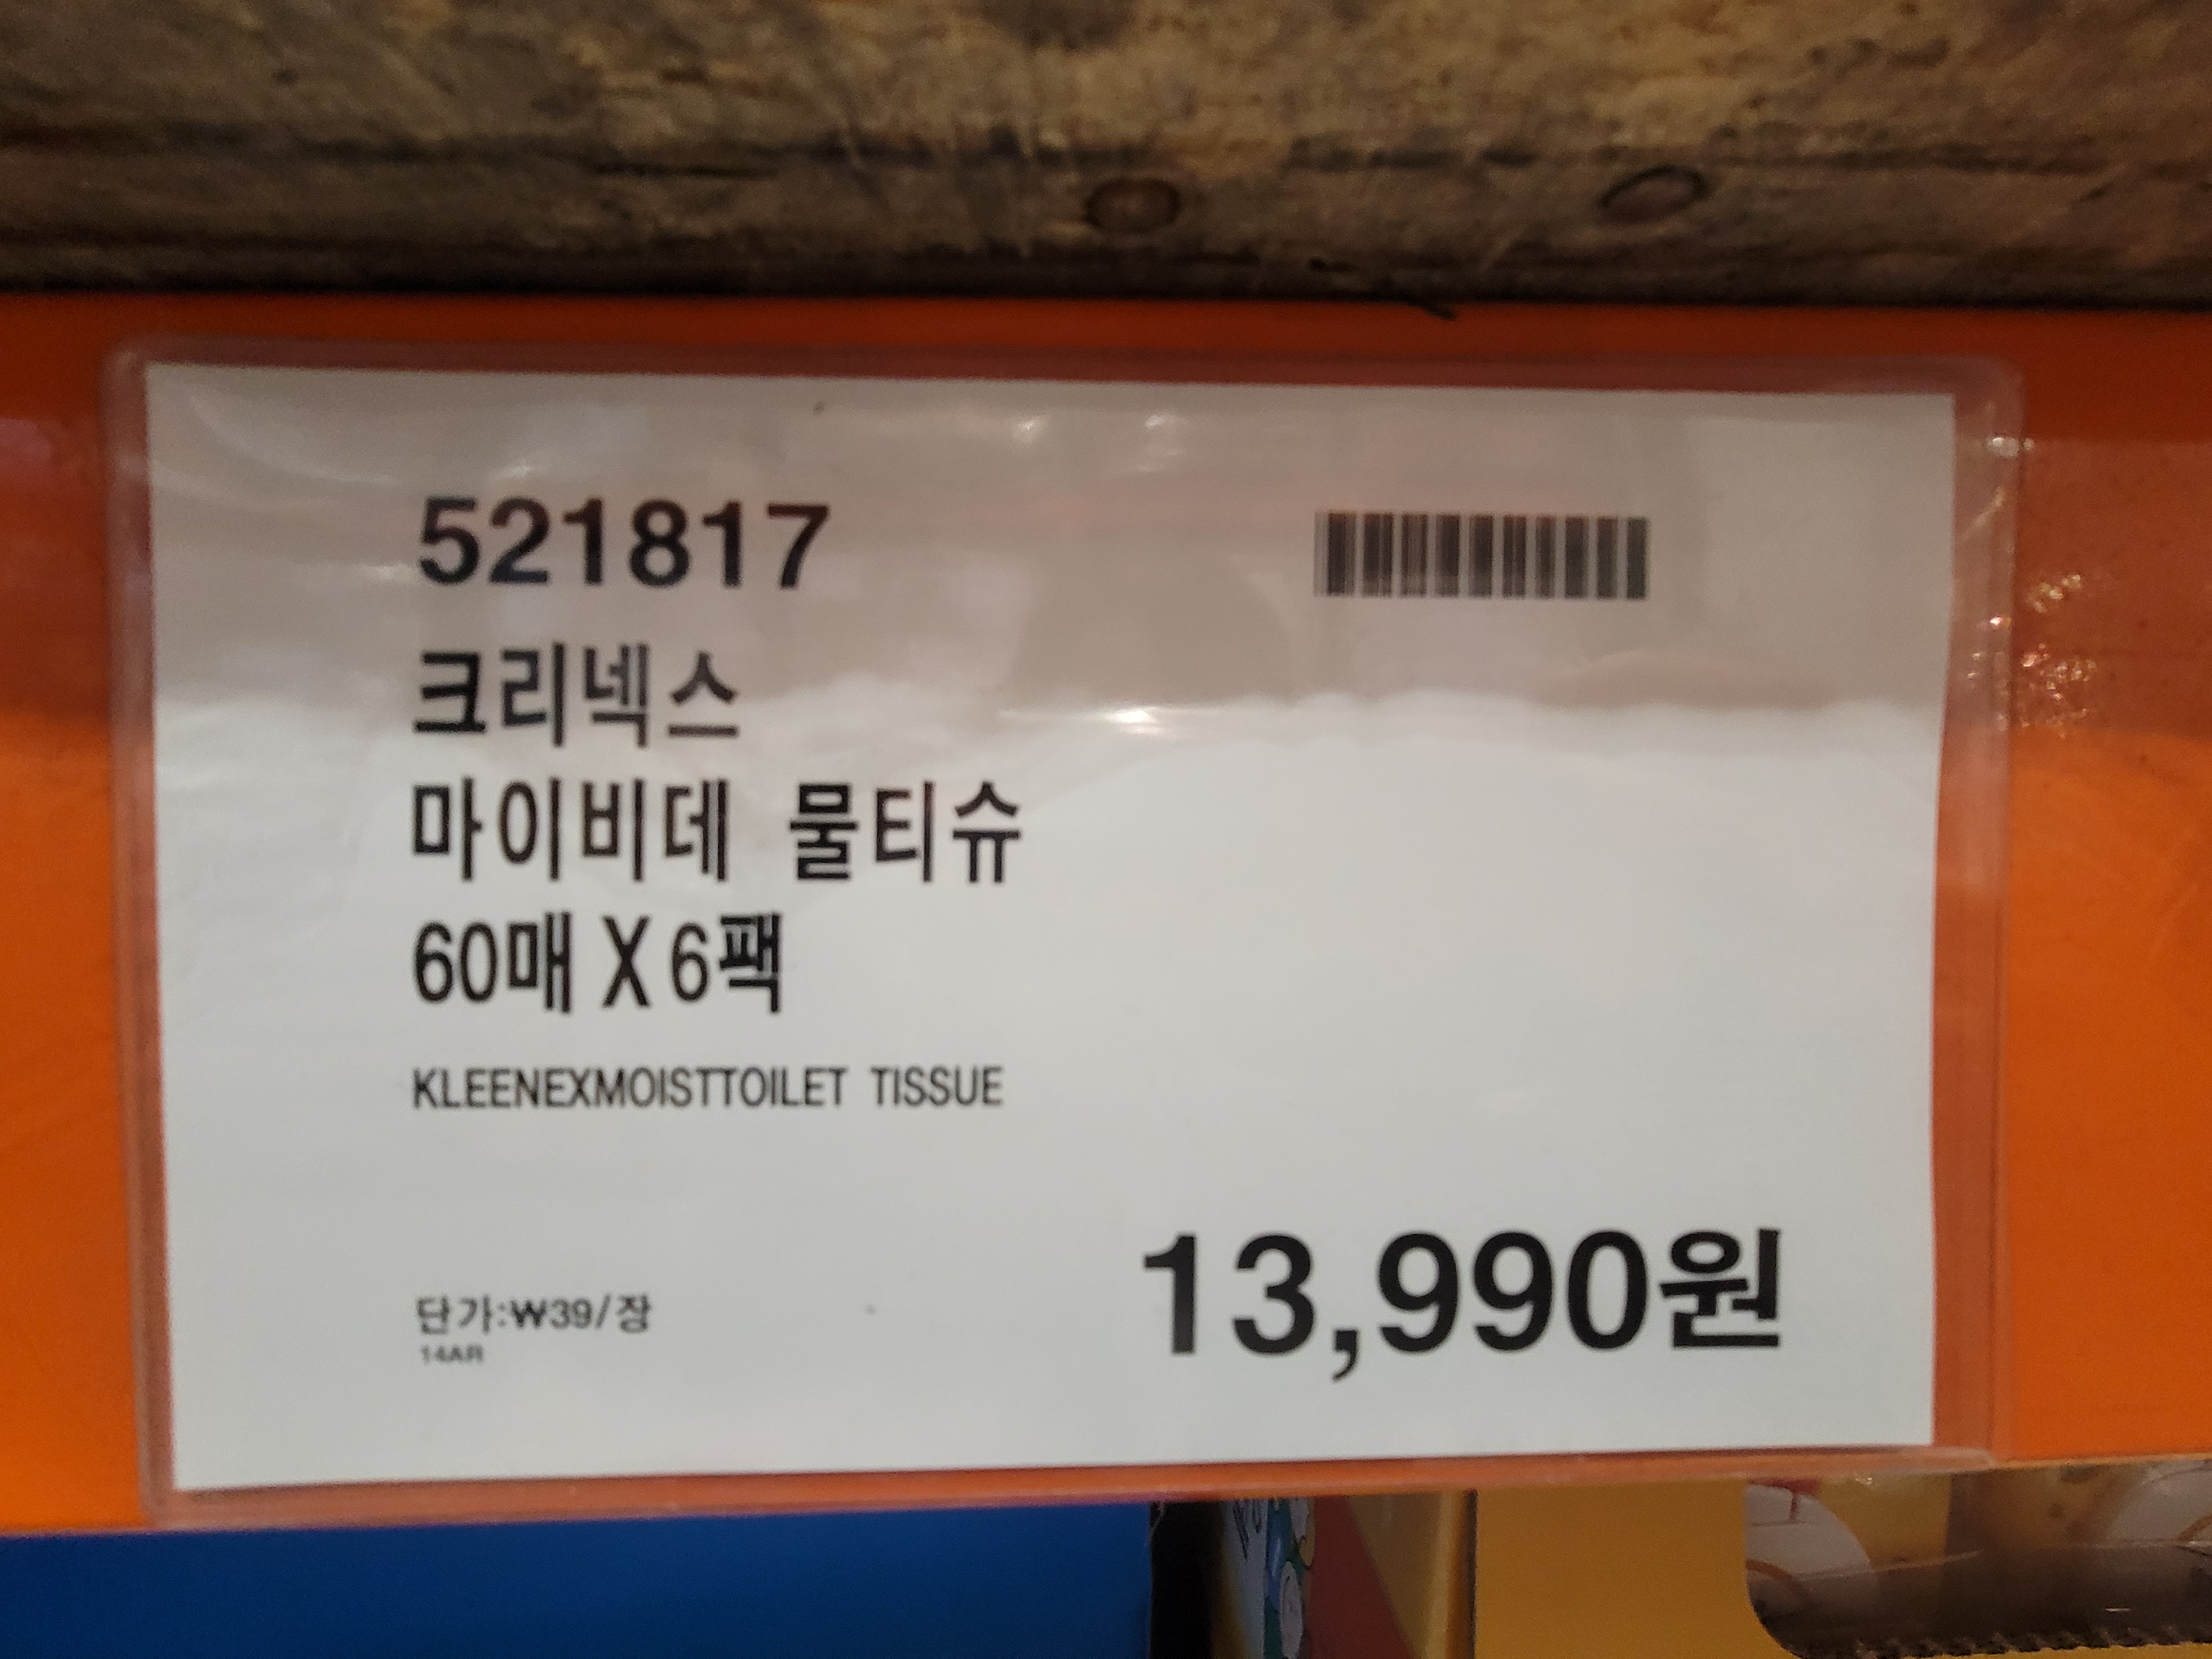 521817
크리넥스
마이비데 물티슈
60매 X 6팩
KLEENEXMOISTTOILET TISSUE
13,990원
단가:₩39/장
14AR